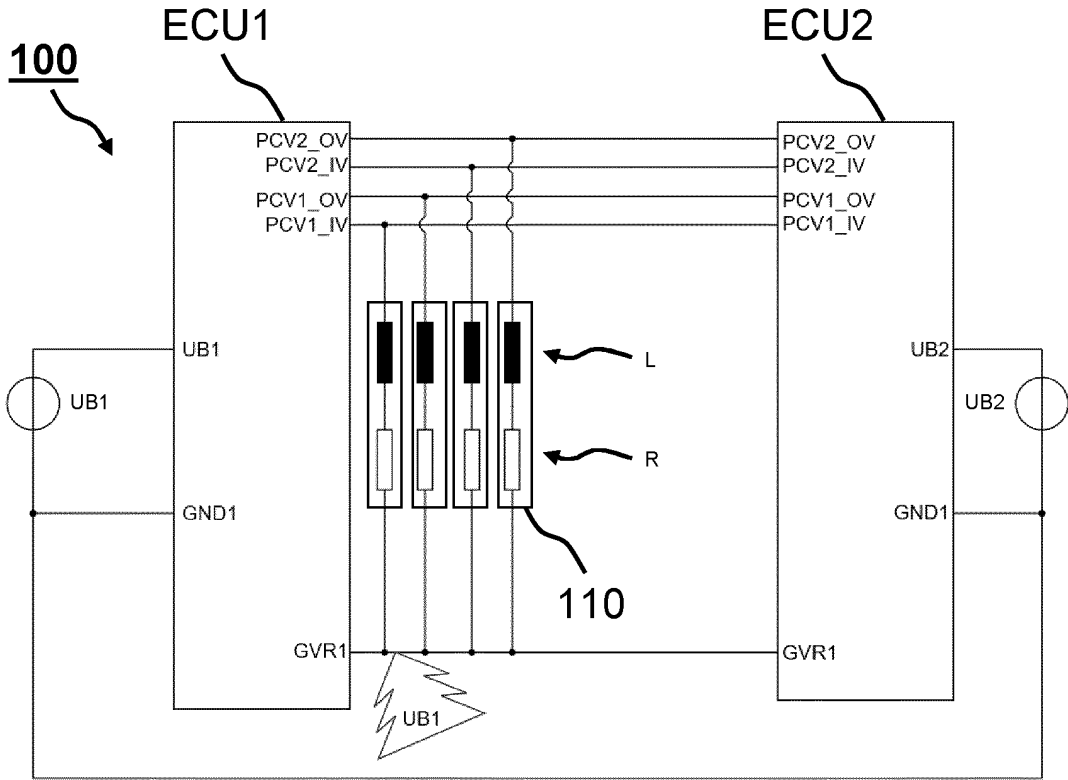 ECU1
ECU2
100
PCV2_OV
PCV2_IV
PCV1_OV
PCV1_IV
PCV2_OV
PCV2_IV
PCV1_OV
PCV1_IV
UB1
UB1
L
UB2
UB2
R
GND1
GND1
110
GVR1
GVR1
UB1